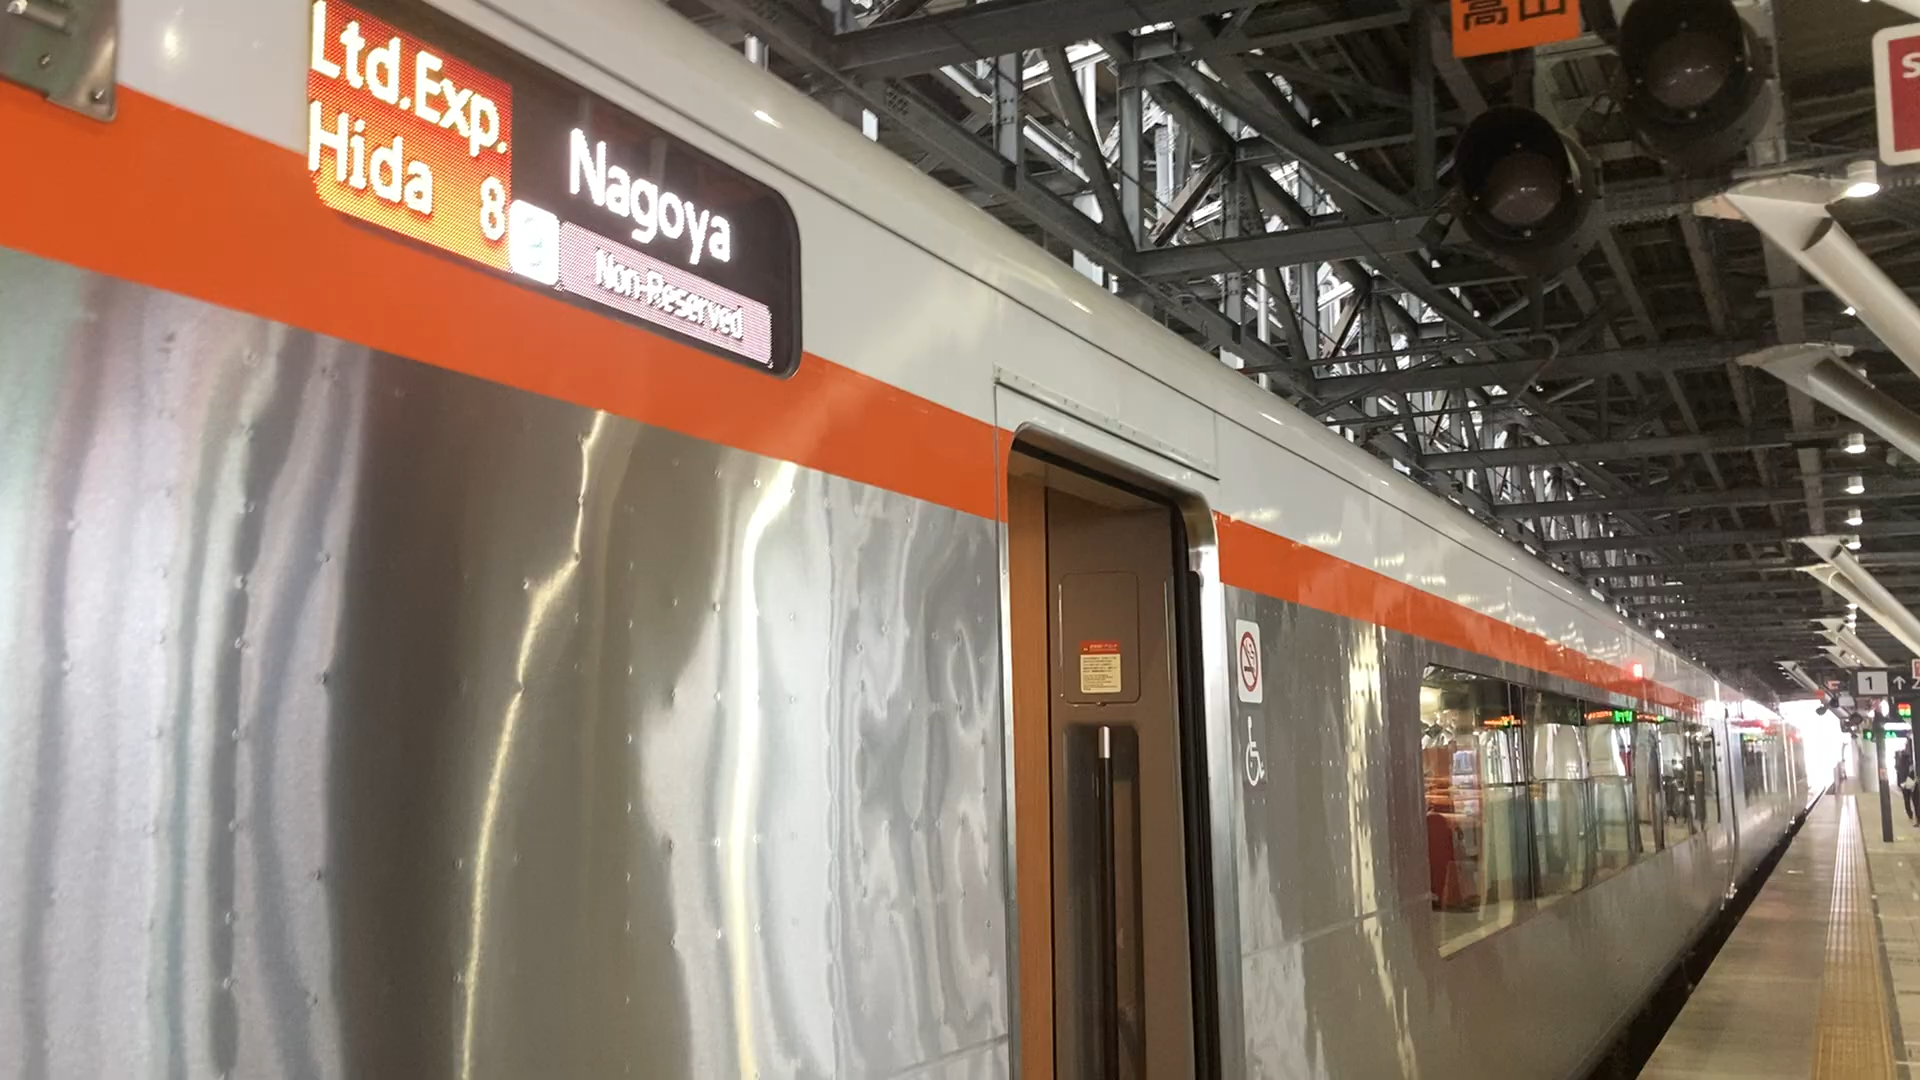 Ltd.Exp.
Hida 8
Nagoya
Non-Reserved
高山
S
1 ↑